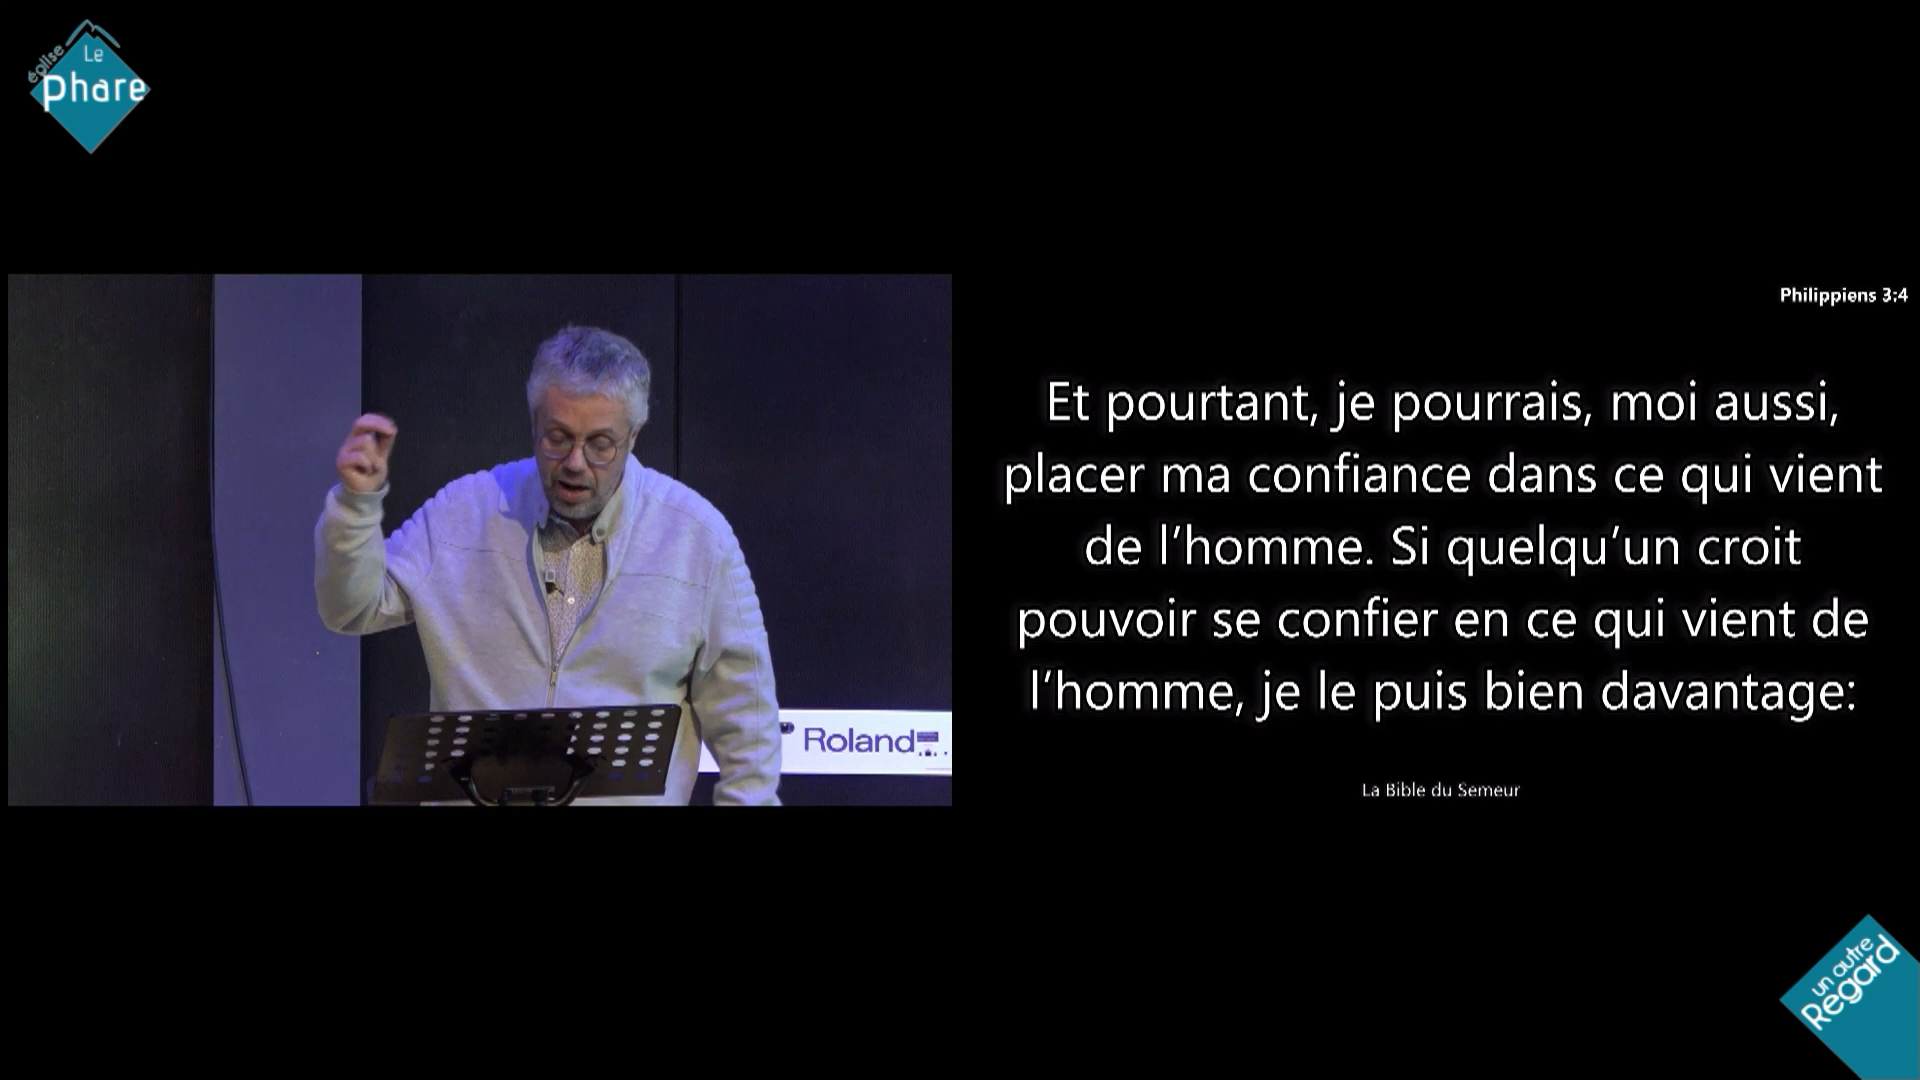 église
Le
phare
Philippiens 3:4
Et pourtant, je pourrais, moi aussi,
placer ma confiance dans ce qui vient
de l’homme. Si quelqu’un croit
pouvoir se confier en ce qui vient de
l’homme, je le puis bien davantage:
La Bible du Semeur
Roland
un autre
Regard